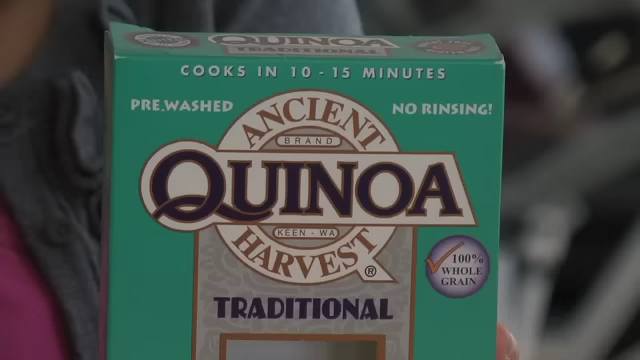 QUINOA
TRADITIONAL
COOKS IN 10 - 15 MINUTES
PRE.WASHED
NO RINSING!
ANCIENT
BRAND
QUINOA
KEEN - WA
HARVEST®
100%
WHOLE
GRAIN
TRADITIONAL